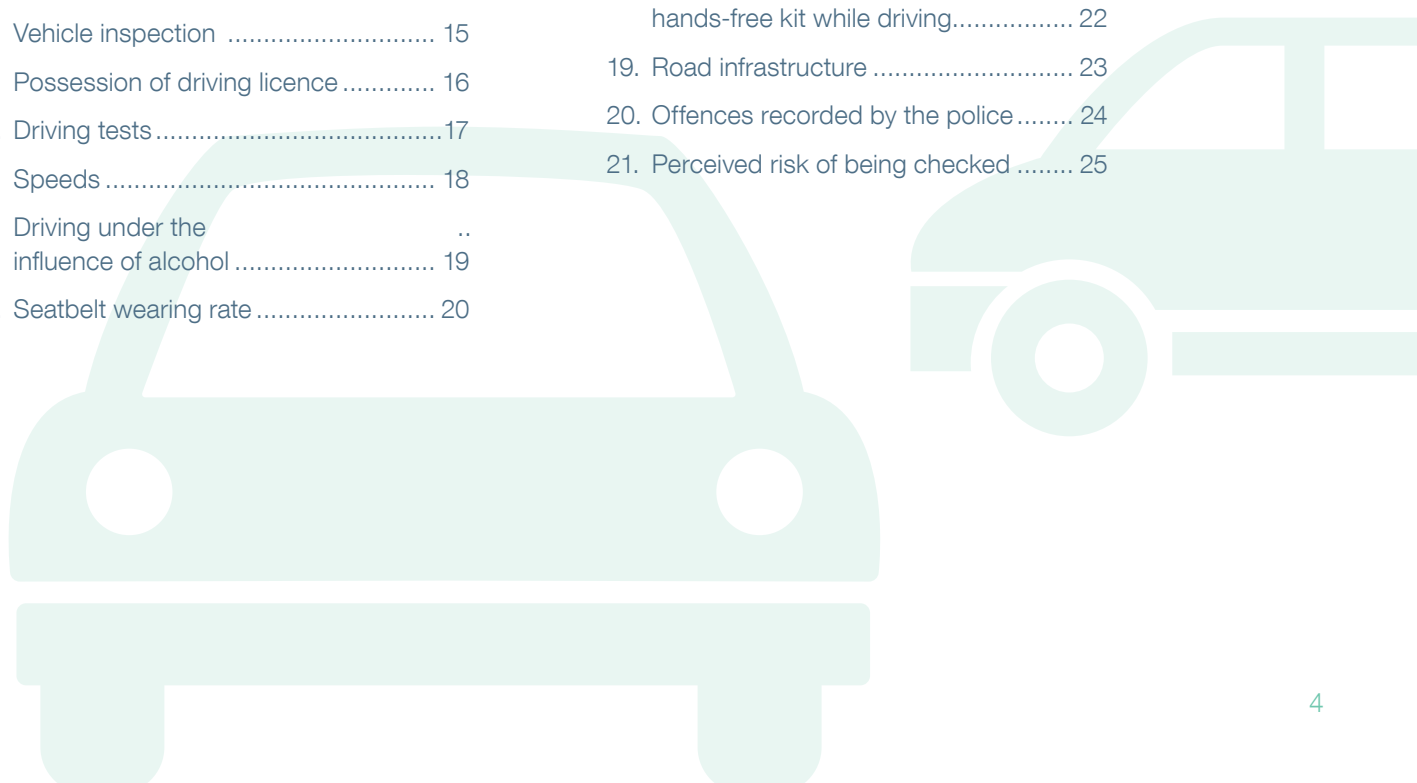 Vehicle inspection ............................. 15
Possession of driving licence ............. 16
Driving tests ........................................17
Speeds .............................................. 18
Driving under the ..
influence of alcohol ............................ 19
Seatbelt wearing rate ......................... 20
hands-free kit while driving................. 22
19. Road infrastructure ............................ 23
20. Offences recorded by the police ........ 24
21. Perceived risk of being checked ........ 25
4